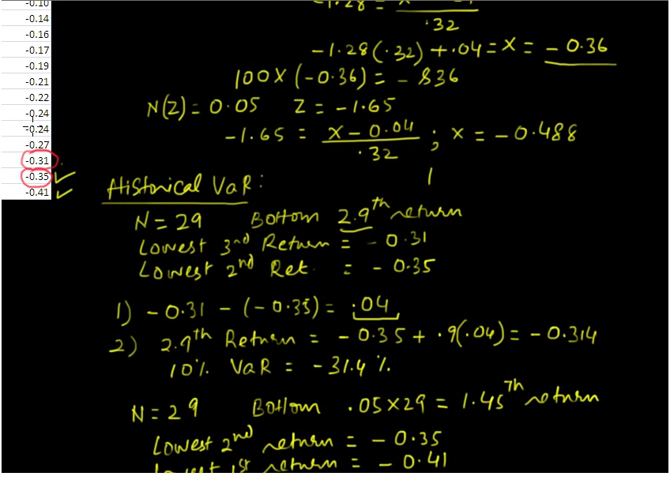 -0.10
-0.14
-0.16
-0.17
-0.19
-0.21
-0.22
-0.24
-0.24
-0.27
-0.31
-0.35
-0.41
-1.28 =
.32
-1.28(.32) + .04 = x = -0.36
100 x (-0.36) = - $36
N(Z) = 0.05 Z = -1.65
-1.65 = x - 0.04 ; x = -0.488
.32
Historical VaR:
N = 29 Bottom 2.9th return
Lowest 3rd Return = -0.31
Lowest 2nd Ret. = -0.35
1) -0.31 - (-0.35) = .04
2) 2.9th Return = -0.35 + .9(.04) = -0.314
10% VaR = -31.4%
N = 29 Bottom .05 x 29 = 1.45Th return
Lowest 2nd return = -0.35
Lowest 1st return = -0.41